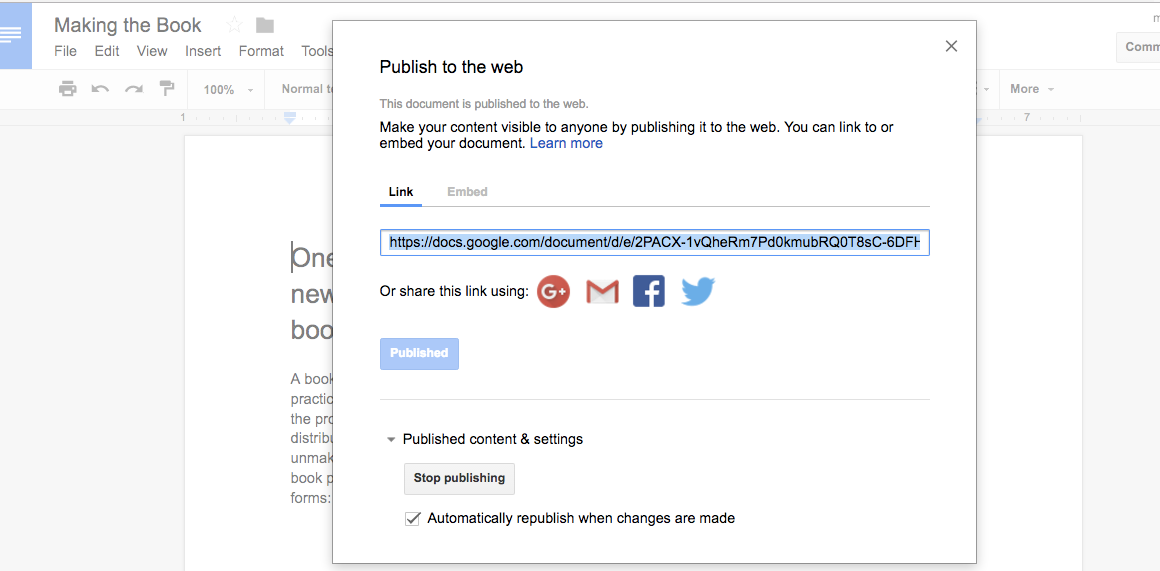 Making the Book
File Edit View Insert Format Tools
100% Normal More
1 7
Publish to the web
This document is published to the web.
Make your content visible to anyone by publishing it to the web. You can link to or
embed your document. Learn more
Link Embed
https://docs.google.com/document/d/e/2PACX-1vQheRm7Pd0kmubRQ0T8sC-6DFH
Or share this link using: G+ f
Published
Published content & settings
Stop publishing
Automatically republish when changes are made
One
new
boo
A book
practic
the pro
distribu
unmak
book p
forms:
Comm